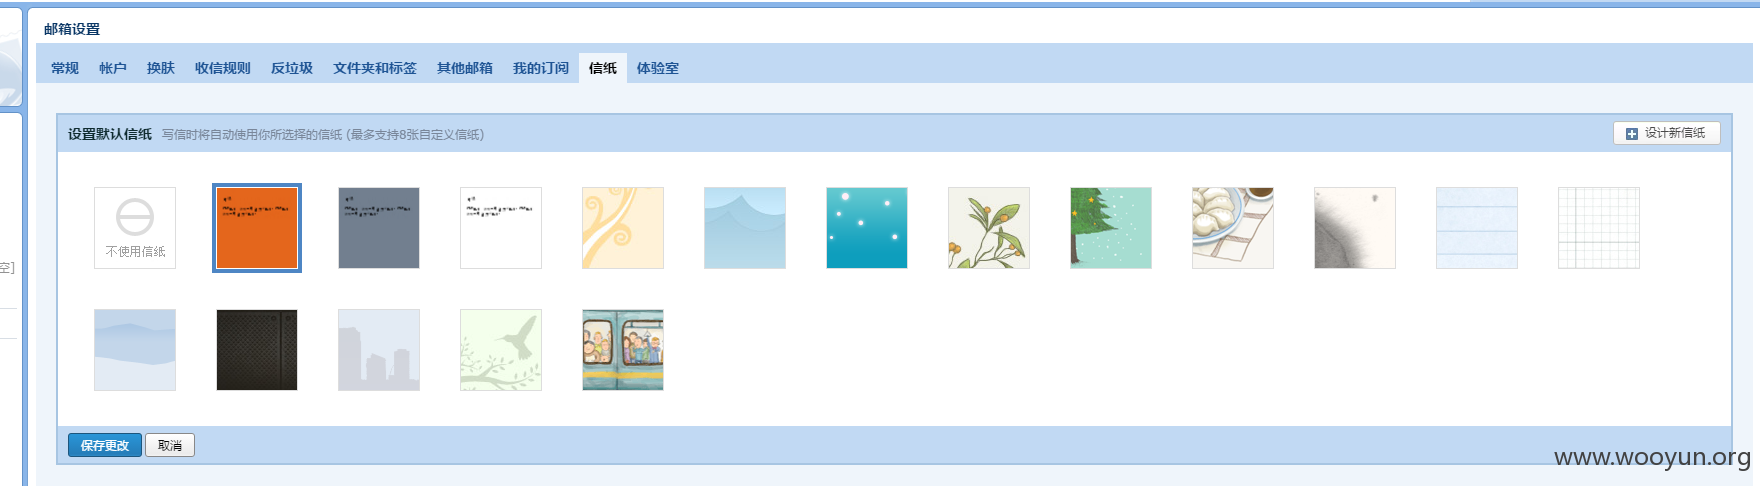 邮箱设置
常规 帐户 换肤 收信规则 反垃圾 文件夹和标签 其他邮箱 我的订阅 信纸 体验室
设置默认信纸 写信时将自动使用你所选择的信纸 (最多支持8张自定义信纸) 设计新信纸
不使用信纸
空]
保存更改 取消
www.wooyun.org